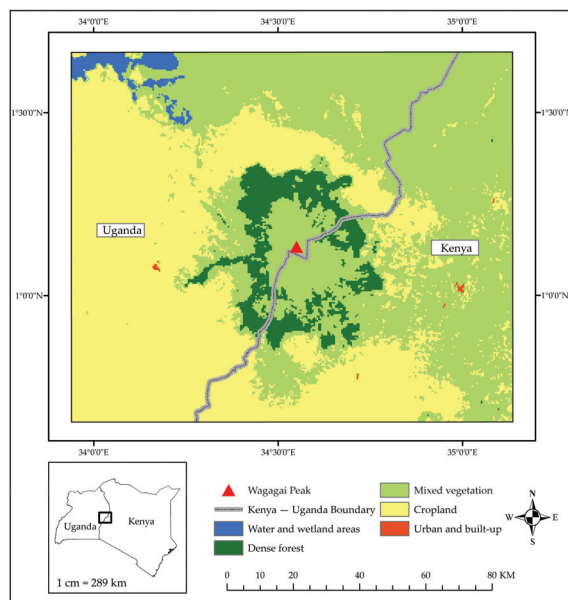 34°0'0"E
34°30'0"E
35°0'0"E
1°30'0"N
1°30'0"N
Uganda
Kenya
1°0'0"N
1°0'0"N
34°0'0"E
34°30'0"E
35°0'0"E
Uganda
Kenya
1 cm = 289 km
Wagagai Peak
Kenya — Uganda Boundary
Water and wetland areas
Dense forest
Mixed vegetation
Cropland
Urban and built-up
N
W
E
S
0 10 20 40 60 80 KM